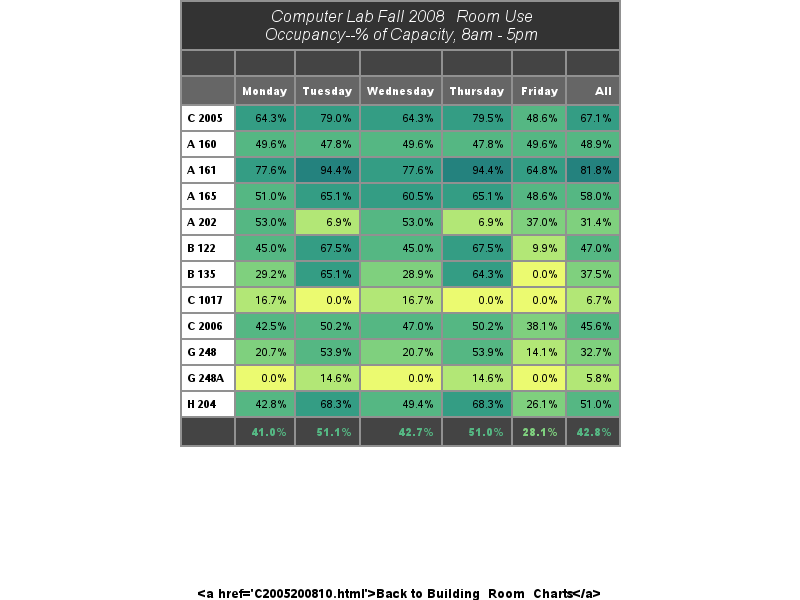 Computer Lab Fall 2008 Room Use
Occupancy--% of Capacity, 8am - 5pm
Monday Tuesday Wednesday Thursday Friday All
C 2005 64.3% 79.0% 64.3% 79.5% 48.6% 67.1%
A 160 49.6% 47.8% 49.6% 47.8% 49.6% 48.9%
A 161 77.6% 94.4% 77.6% 94.4% 64.8% 81.8%
A 165 51.0% 65.1% 60.5% 65.1% 48.6% 58.0%
A 202 53.0% 6.9% 53.0% 6.9% 37.0% 31.4%
B 122 45.0% 67.5% 45.0% 67.5% 9.9% 47.0%
B 135 29.2% 65.1% 28.9% 64.3% 0.0% 37.5%
C 1017 16.7% 0.0% 16.7% 0.0% 0.0% 6.7%
C 2006 42.5% 50.2% 47.0% 50.2% 38.1% 45.6%
G 248 20.7% 53.9% 20.7% 53.9% 14.1% 32.7%
G 248A 0.0% 14.6% 0.0% 14.6% 0.0% 5.8%
H 204 42.8% 68.3% 49.4% 68.3% 26.1% 51.0%
41.0% 51.1% 42.7% 51.0% 28.1% 42.8%
<a href='C2005200810.html'>Back to Building Room Charts</a>